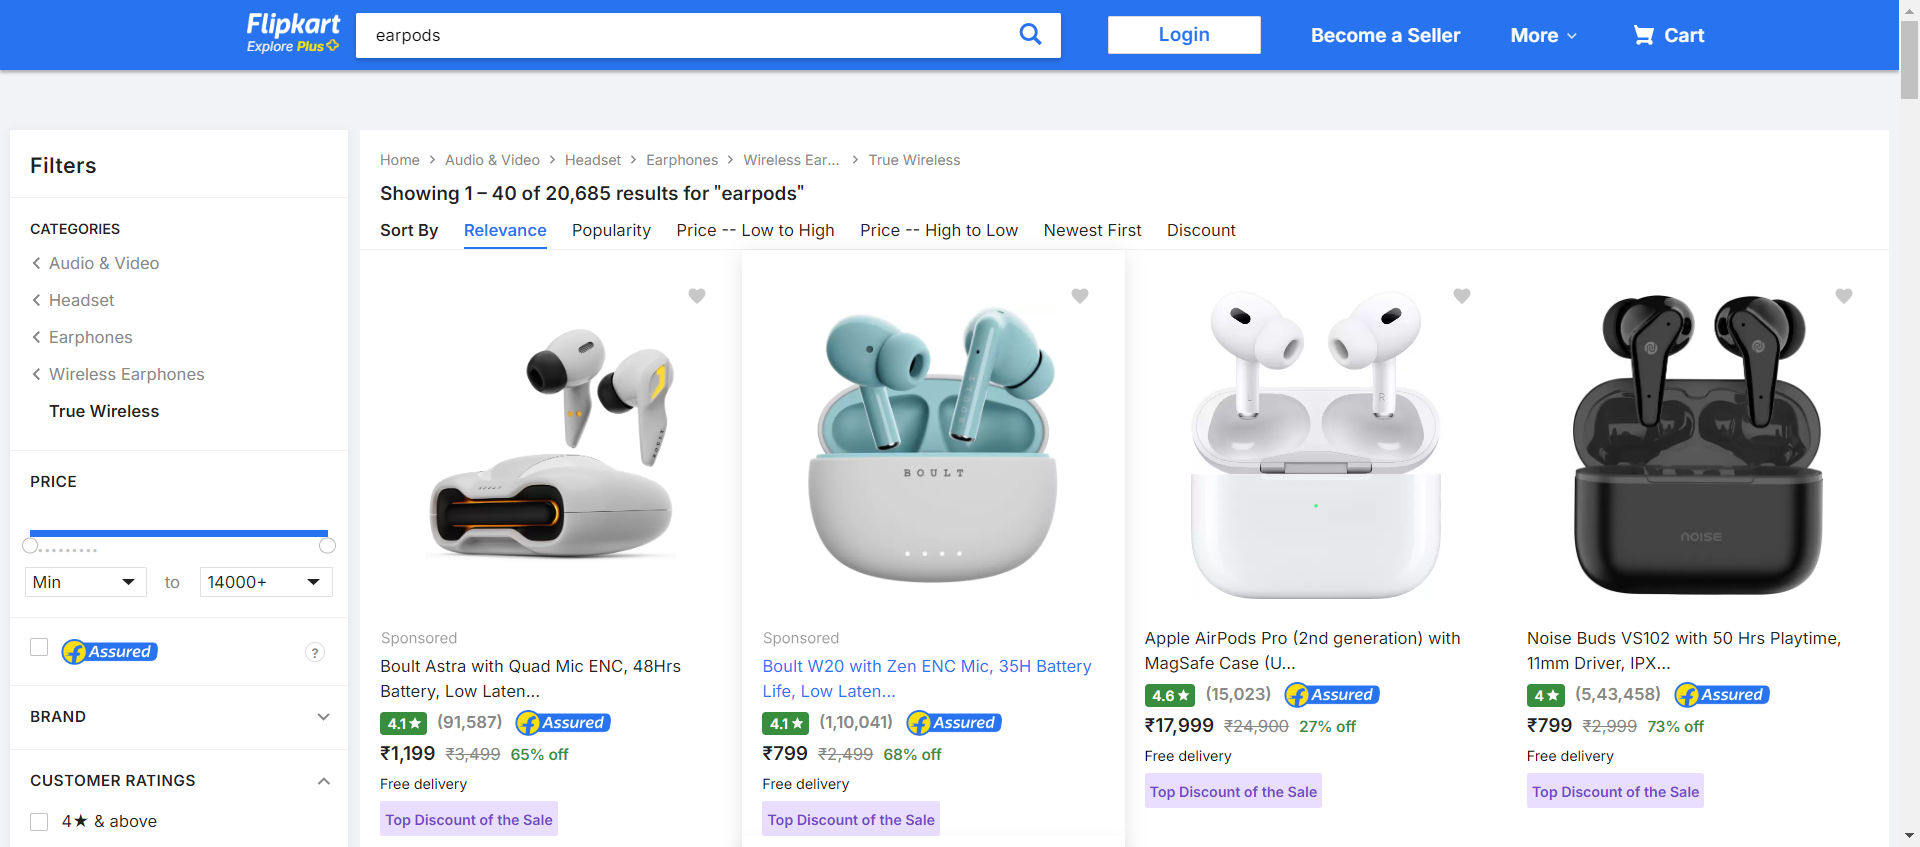 Flipkart
Explore Plus
earpods
Login
Become a Seller
More
Cart
Filters
CATEGORIES
Audio & Video
Headset
Earphones
Wireless Earphones
True Wireless
PRICE
Min
to
14000+
Assured
?
BRAND
CUSTOMER RATINGS
4★ & above
Home > Audio & Video > Headset > Earphones > Wireless Ear... > True Wireless
Showing 1 – 40 of 20,685 results for "earpods"
Sort By Relevance Popularity Price -- Low to High Price -- High to Low Newest First Discount
BOULT
Sponsored
Boult Astra with Quad Mic ENC, 48Hrs
Battery, Low Laten...
4.1★ (91,587) Assured
₹1,199 ₹3,499 65% off
Free delivery
Top Discount of the Sale
BOULT
BOULT
Sponsored
Boult W20 with Zen ENC Mic, 35H Battery
Life, Low Laten...
4.1★ (1,10,041) Assured
₹799 ₹2,499 68% off
Free delivery
Top Discount of the Sale
L
R
Apple AirPods Pro (2nd generation) with
MagSafe Case (U...
4.6★ (15,023) Assured
₹17,999 ₹24,900 27% off
Free delivery
Top Discount of the Sale
NOISE
Noise Buds VS102 with 50 Hrs Playtime,
11mm Driver, IPX...
4★ (5,43,458) Assured
₹799 ₹2,999 73% off
Free delivery
Top Discount of the Sale